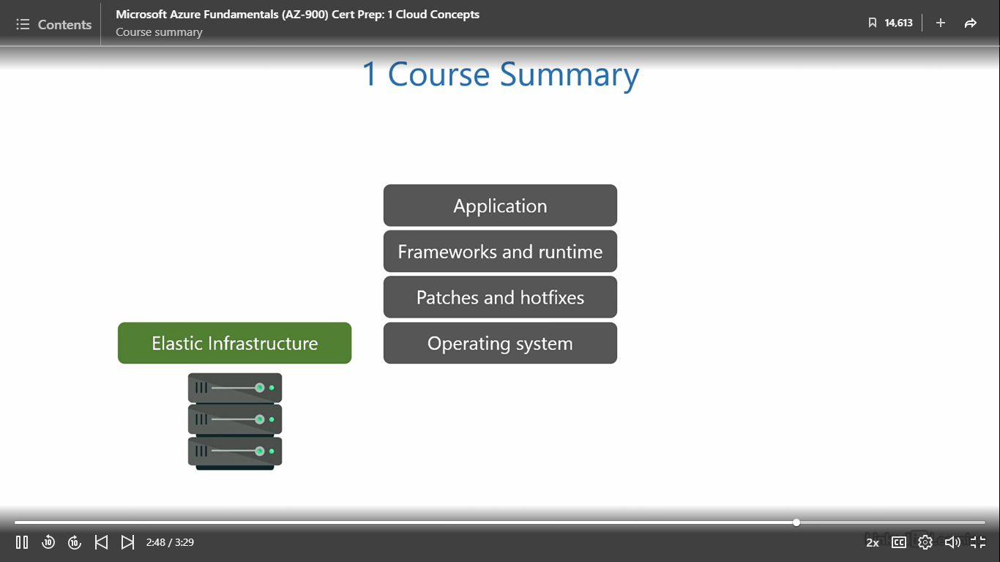 Contents
Microsoft Azure Fundamentals (AZ-900) Cert Prep: 1 Cloud Concepts
Course summary
14,613
1 Course Summary
Application
Frameworks and runtime
Patches and hotfixes
Elastic Infrastructure
Operating system
10
10
2:48 / 3:29
2x
CC